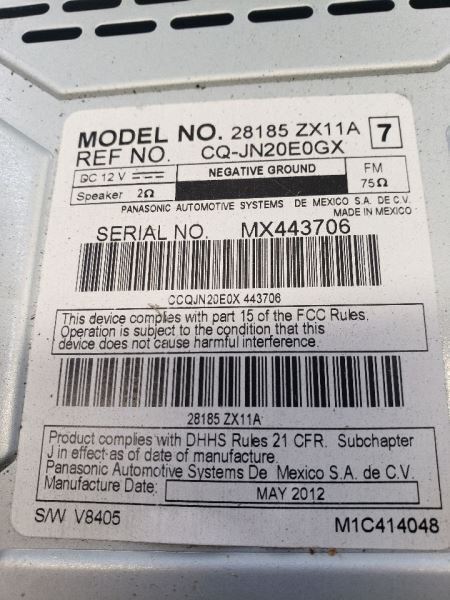 MODEL NO. 28185 ZX11A 7
REF NO. CQ-JN20E0GX
DC 12 V NEGATIVE GROUND FM
Speaker 2Ω 75Ω
PANASONIC AUTOMOTIVE SYSTEMS DE MEXICO S.A. DE C.V.
MADE IN MEXICO
SERIAL NO. MX443706
CCQJN20E0X 443706
This device complies with part 15 of the FCC Rules.
Operation is subject to the condition that this
device does not cause harmful interference.
28185 ZX11A
Product complies with DHHS Rules 21 CFR. Subchapter
J in effect as of date of manufacture.
Panasonic Automotive Systems De Mexico S.A. de C.V.
Manufacture Date: MAY 2012
S/W V8405 M1C414048